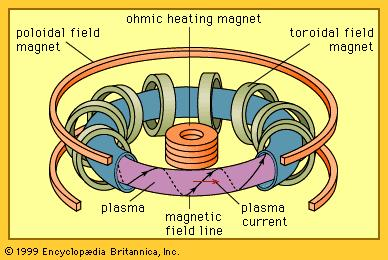 ohmic heating magnet
poloidal field
magnet
toroidal field
magnet
plasma
magnetic
field line
plasma
current
© 1999 Encyclopædia Britannica, Inc.